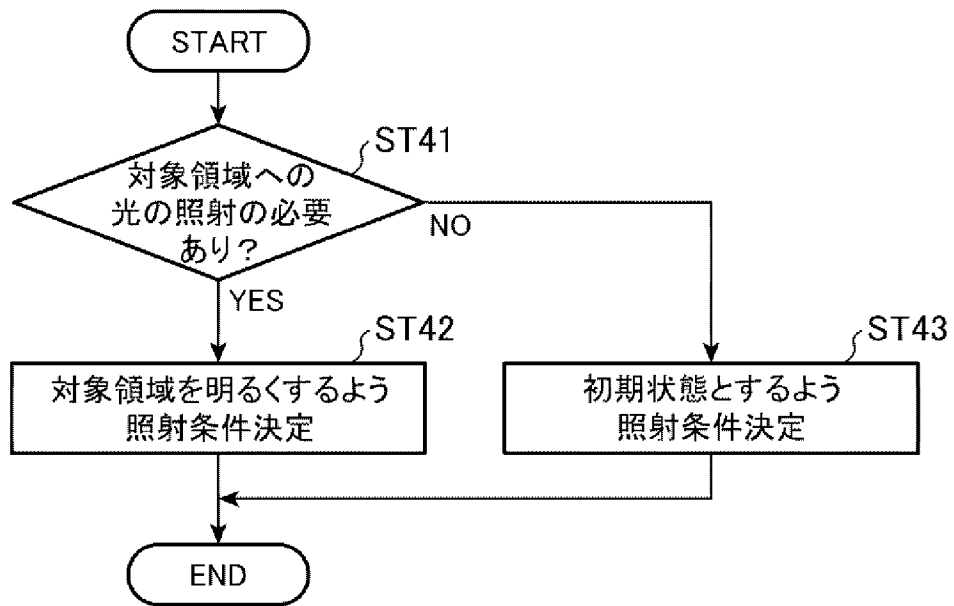 START
ST41
対象領域への
光の照射の必要
あり？
NO
YES
ST42
対象領域を明るくするよう
照射条件決定
ST43
初期状態とするよう
照射条件決定
END